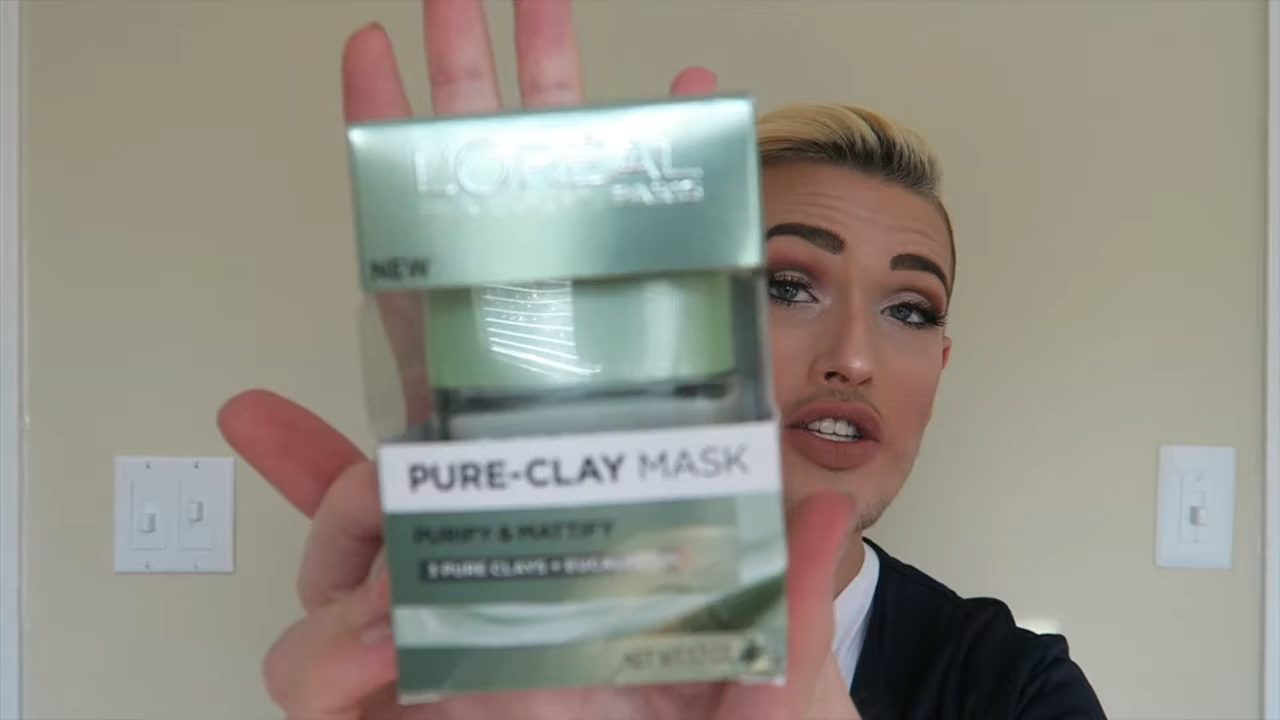 L'ORÉAL
PARIS
NEW
PURE-CLAY MASK
PURIFY & MATTIFY
3 PURE CLAYS +